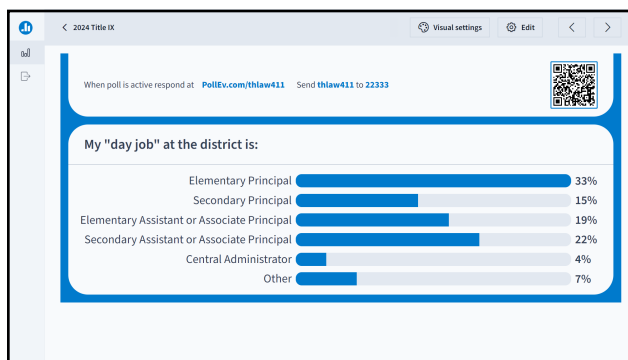 2024 Title IX
Visual settings
Edit
When poll is active respond at PollEv.com/thlaw411 Send thlaw411 to 22333
My "day job" at the district is:
Elementary Principal 33%
Secondary Principal 15%
Elementary Assistant or Associate Principal 19%
Secondary Assistant or Associate Principal 22%
Central Administrator 4%
Other 7%